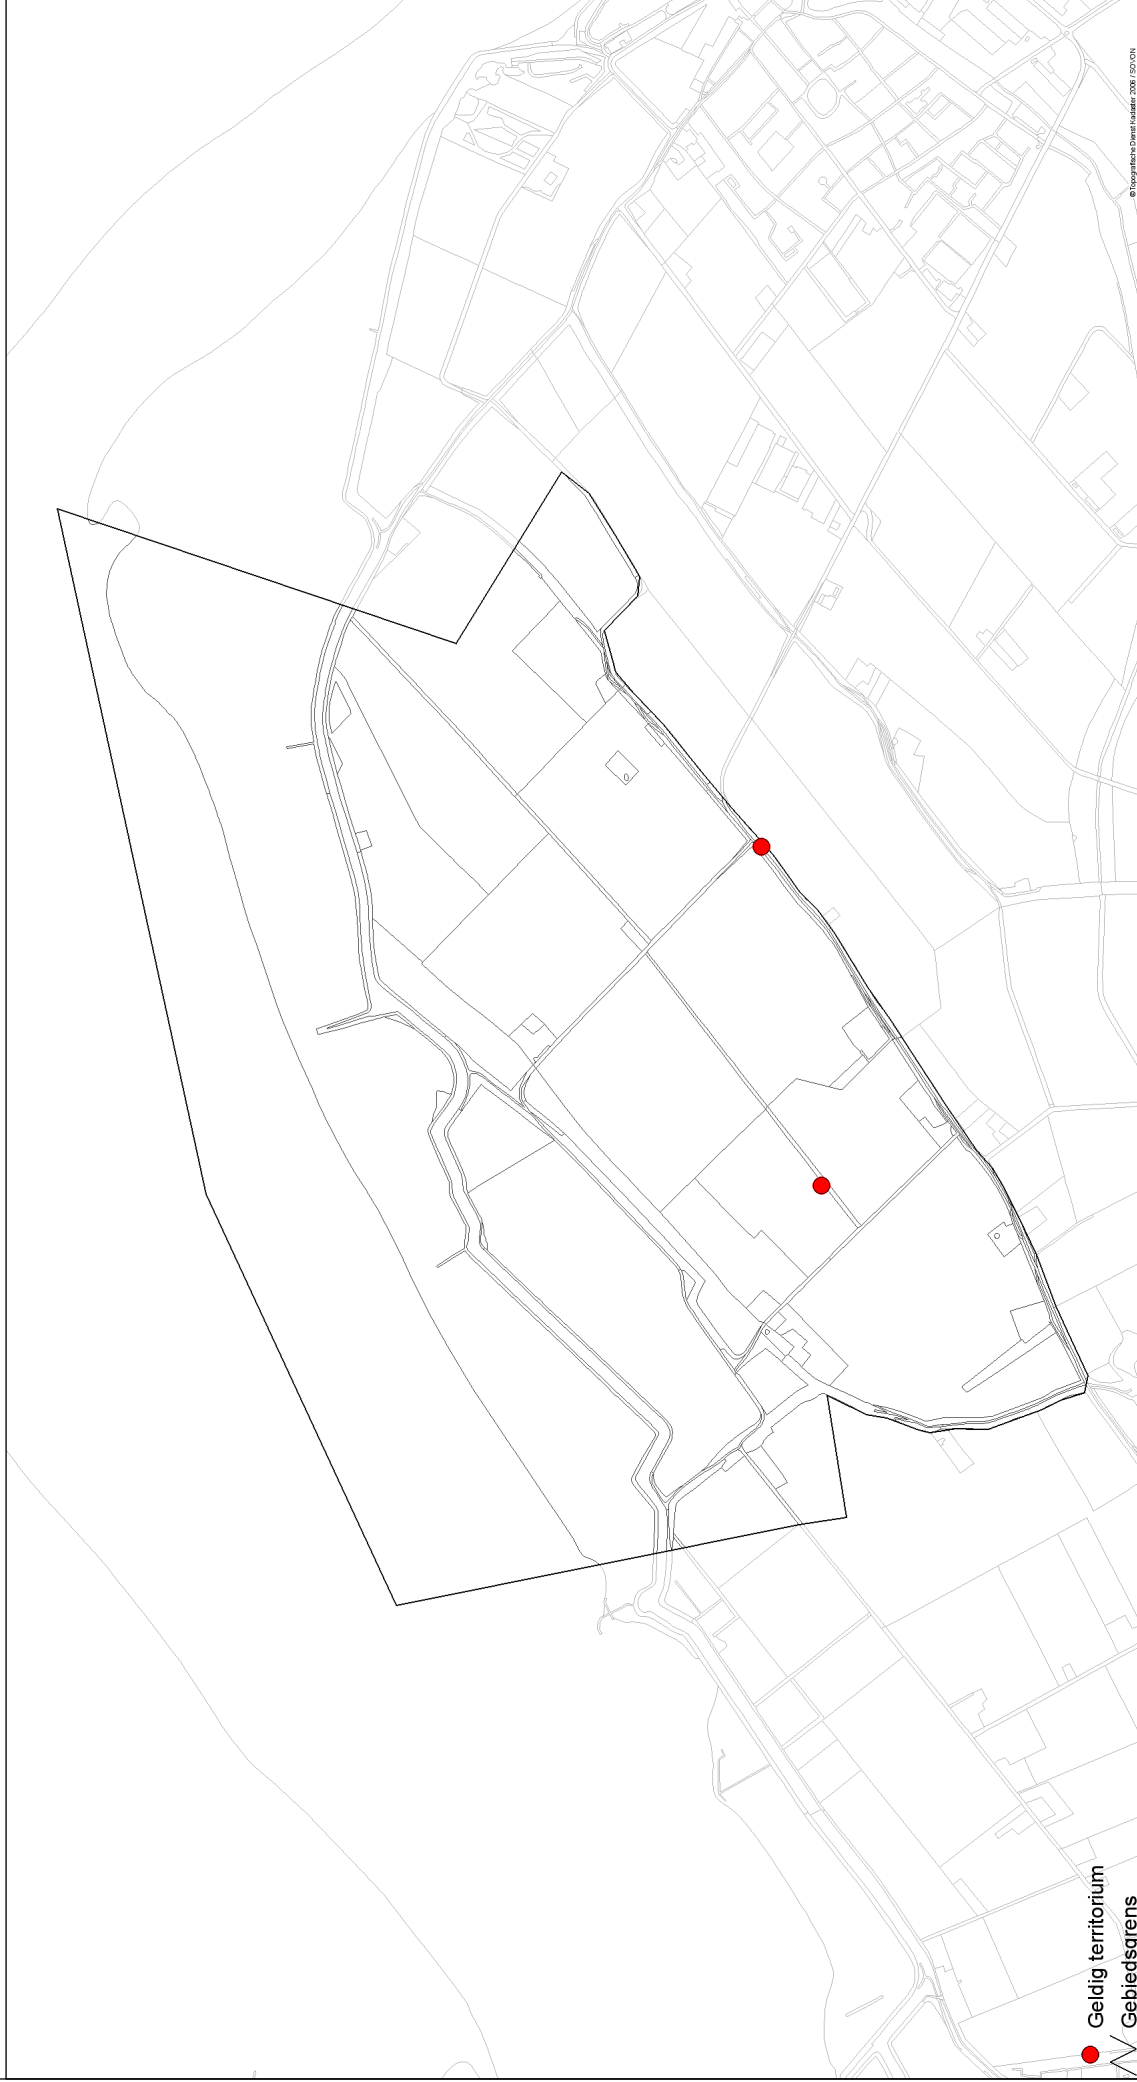 Geldig territorium
Gebiedsgrens
© Topografische Dienst Kadaster 2006 / SOVON